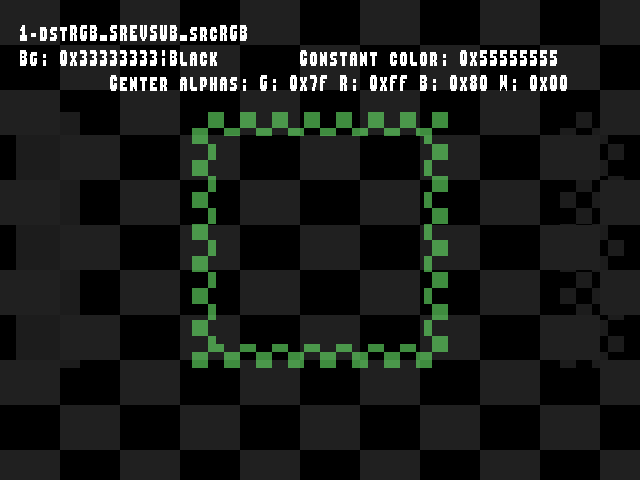 1-dstRGB_SREVSUB_srcRGB
Bg: 0x33333333|Black Constant color: 0x55555555
Center alphas: G: 0x7f R: 0xff B: 0x80 W: 0x00